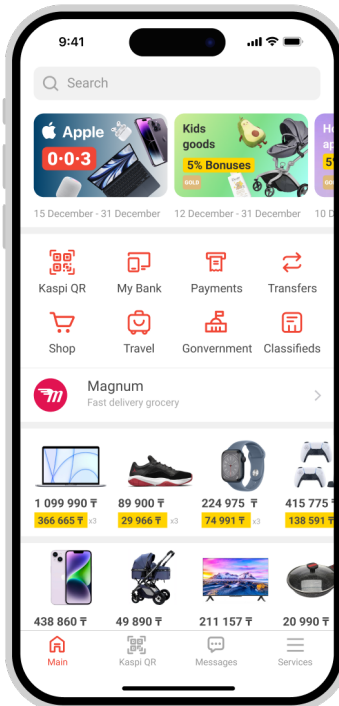 9:41
Search
Apple
0·0·3
Kids
goods
5% Bonuses
GOLD
15 December - 31 December
12 December - 31 December
10 D
Kaspi QR
My Bank
Payments
Transfers
Shop
Travel
Gonvernment
Classifieds
Magnum
Fast delivery grocery
1 099 990 ₸
89 900 ₸
224 975 ₸
415 775
366 665 ₸ x3
29 966 ₸ x3
74 991 ₸ x3
138 591 ₸
438 860 ₸
49 890 ₸
211 157 ₸
20 990 ₸
Main
Kaspi QR
Messages
Services